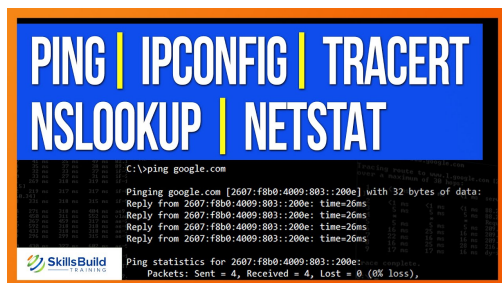 PING | IPCONFIG | TRACERT
NSLOOKUP | NETSTAT
C:\>ping google.com
Pinging google.com [2607:f8b0:4009:803::200e] with 32 bytes of data:
Reply from 2607:f8b0:4009:803::200e: time=26ms
Reply from 2607:f8b0:4009:803::200e: time=26ms
Reply from 2607:f8b0:4009:803::200e: time=26ms
Reply from 2607:f8b0:4009:803::200e: time=26ms
Ping statistics for 2607:f8b0:4009:803::200e:
Packets: Sent = 4, Received = 4, Lost = 0 (0% loss),
SkillsBuild
TRAINING